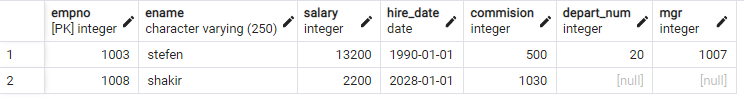 empno ename salary hire_date commision depart_num mgr
[PK] integer character varying (250) integer date integer integer integer
1 1003 stefen 13200 1990-01-01 500 20 1007
2 1008 shakir 2200 2028-01-01 1030 [null] [null]